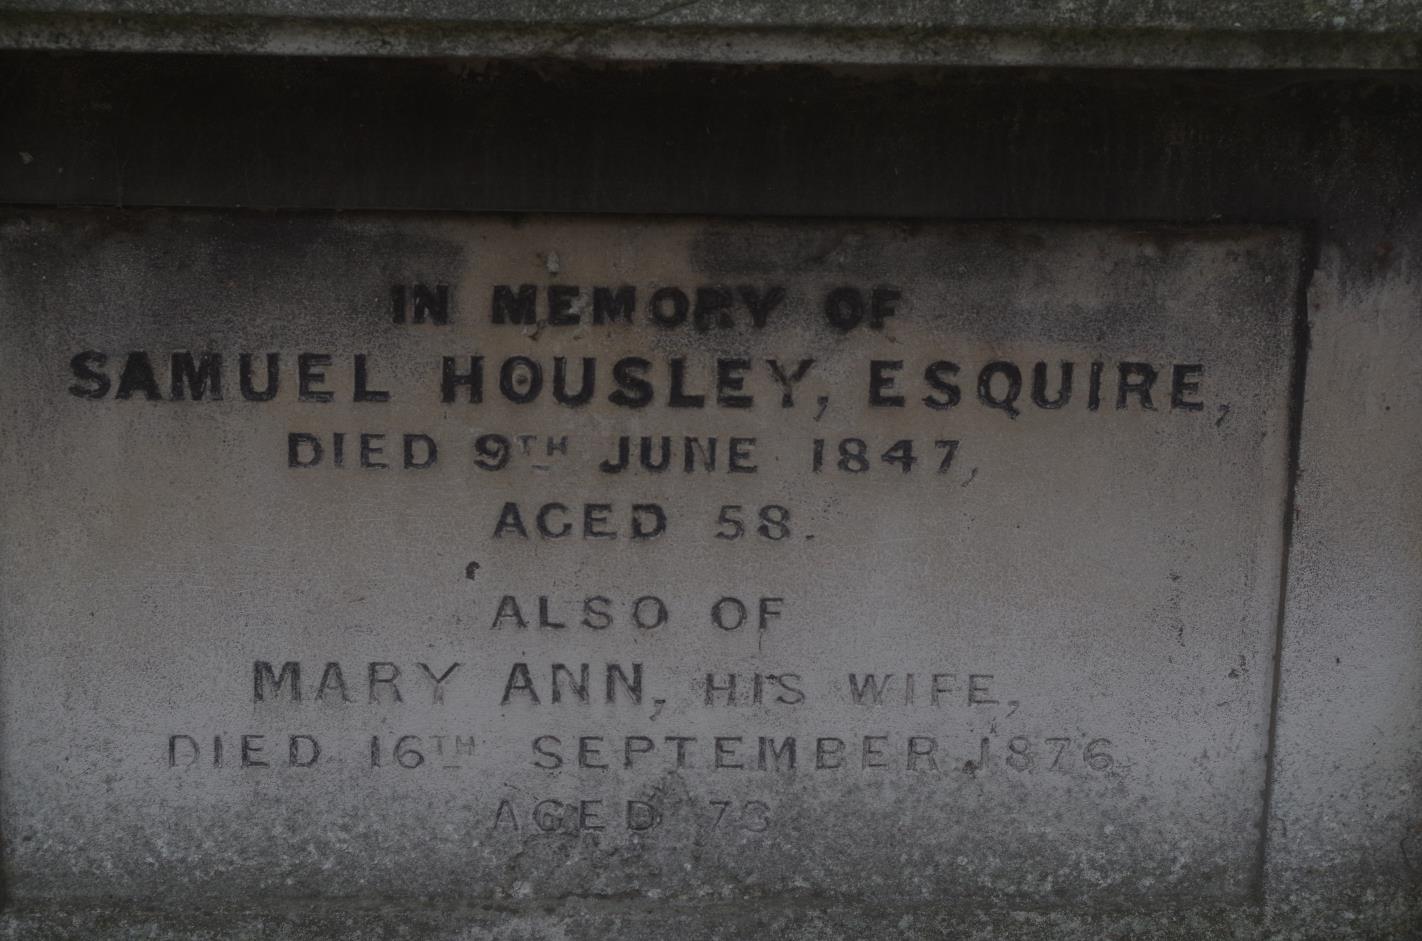 IN MEMORY OF
SAMUEL HOUSLEY, ESQUIRE,
DIED 9TH JUNE 1847,
AGED 58.
ALSO OF
MARY ANN, HIS WIFE,
DIED 16TH SEPTEMBER 1876
AGED 73